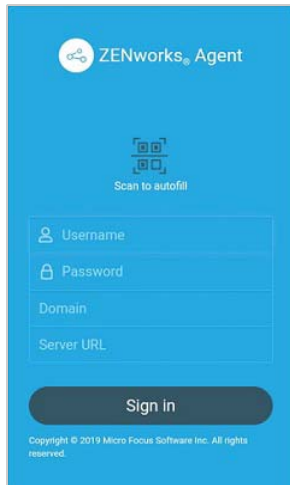 ZENworks® Agent
Scan to autofill
Username
Password
Domain
Server URL
Sign in
Copyright © 2019 Micro Focus Software Inc. All rights
reserved.